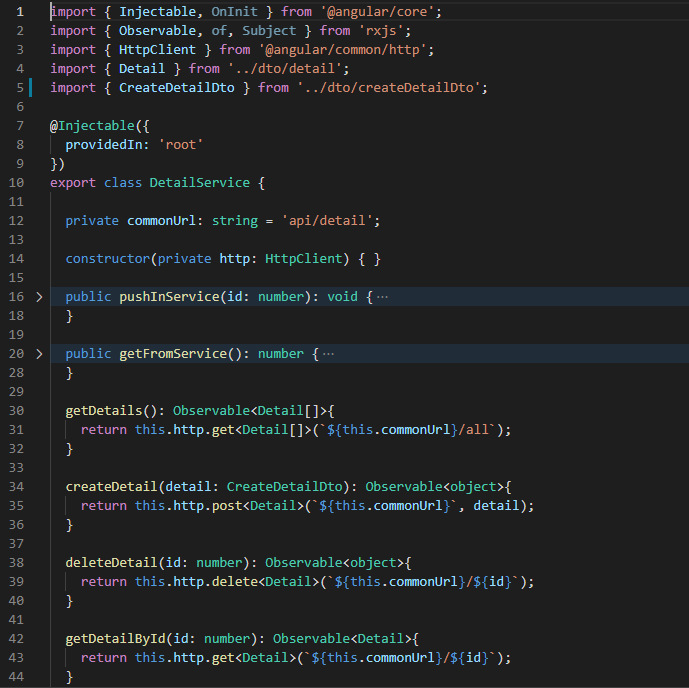 1 import { Injectable, OnInit } from '@angular/core';
2 import { Observable, of, Subject } from 'rxjs';
3 import { HttpClient } from '@angular/common/http';
4 import { Detail } from '../dto/detail';
5 import { CreateDetailDto } from '../dto/createDetailDto';
6
7 @Injectable({
8   providedIn: 'root'
9 })
10 export class DetailService {
11
12   private commonUrl: string = 'api/detail';
13
14   constructor(private http: HttpClient) { }
15
16 > public pushInService(id: number): void {···
18   }
19
20 > public getFromService(): number {···
28   }
29
30   getDetails(): Observable<Detail[]>{
31     return this.http.get<Detail[]>(`${this.commonUrl}/all`);
32   }
33
34   createDetail(detail: CreateDetailDto): Observable<object>{
35     return this.http.post<Detail>(`${this.commonUrl}`, detail);
36   }
37
38   deleteDetail(id: number): Observable<object>{
39     return this.http.delete<Detail>(`${this.commonUrl}/${id}`);
40   }
41
42   getDetailById(id: number): Observable<Detail>{
43     return this.http.get<Detail>(`${this.commonUrl}/${id}`);
44   }